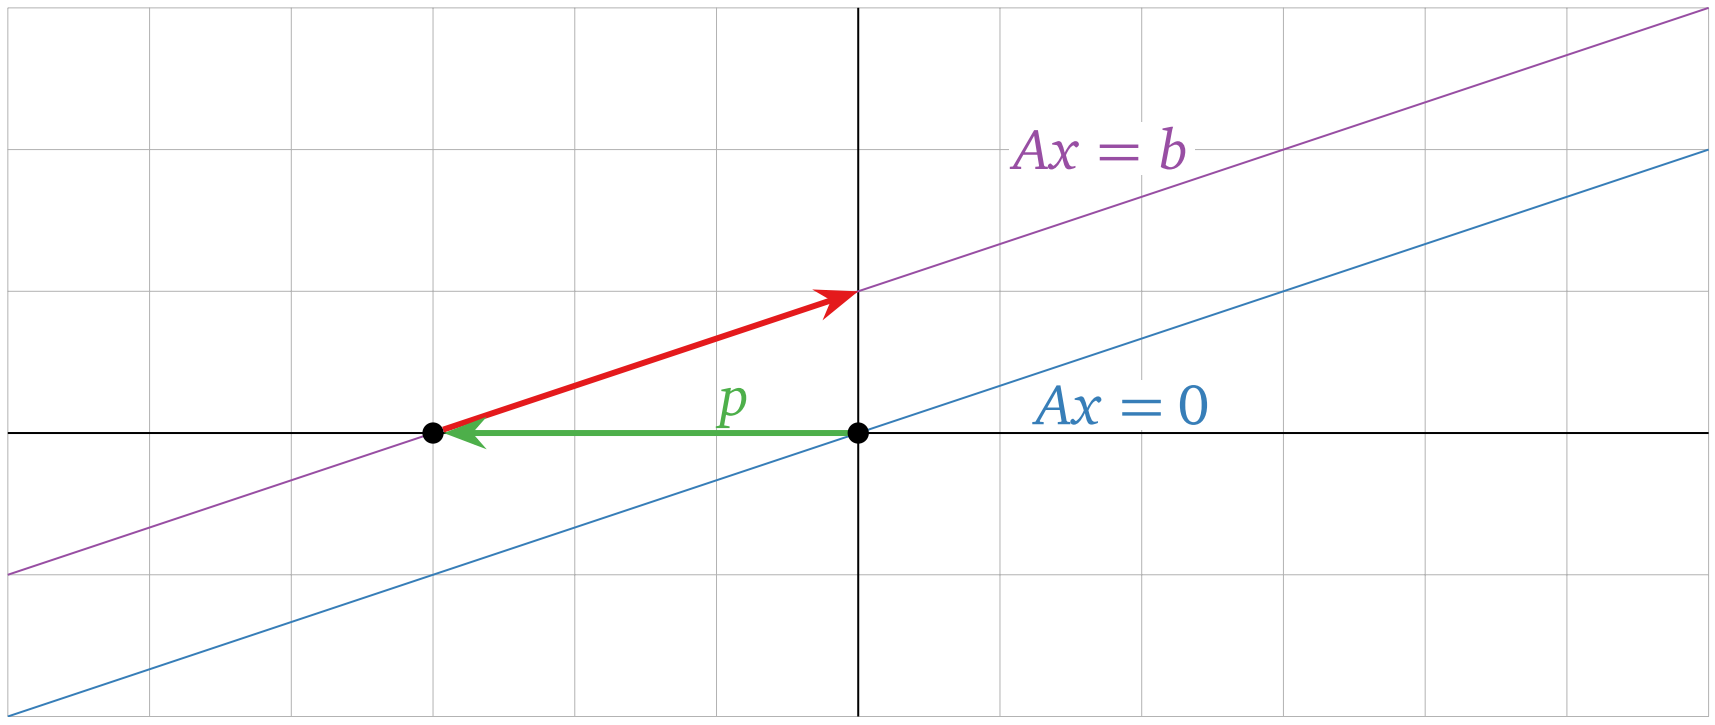 Ax = b
p
Ax = 0